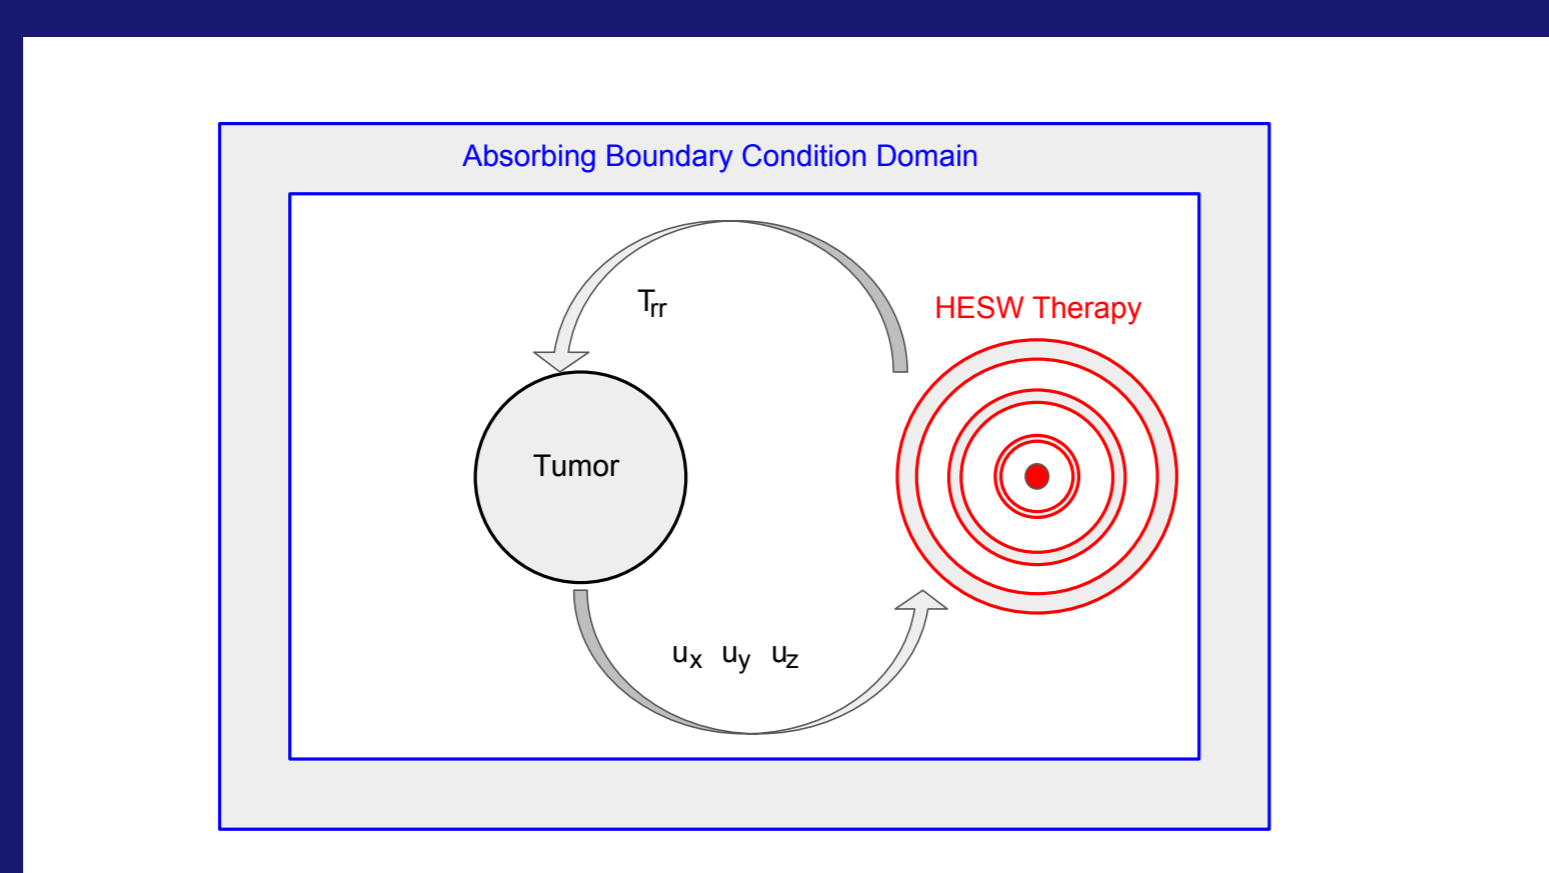 Absorbing Boundary Condition Domain
Trr
HESW Therapy
Tumor
ux uy uz